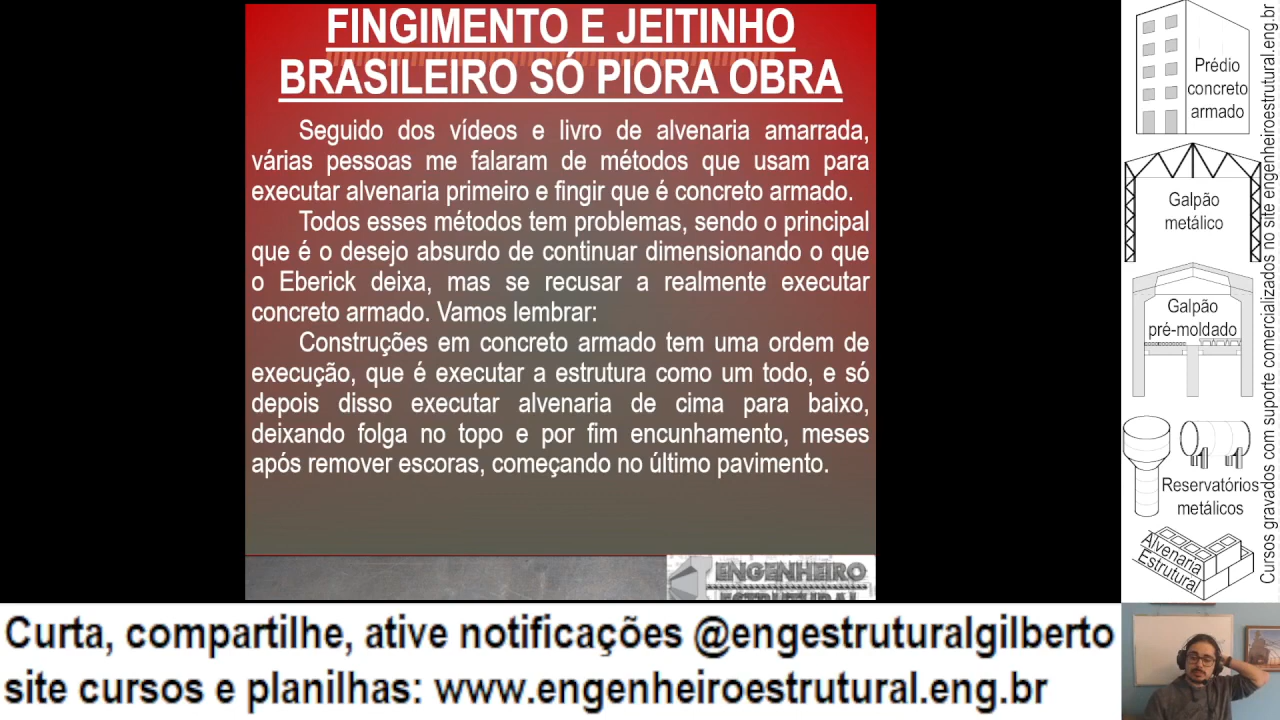 FINGIMENTO E JEITINHO
BRASILEIRO SÓ PIORA OBRA
Seguido dos vídeos e livro de alvenaria amarrada,
várias pessoas me falaram de métodos que usam para
executar alvenaria primeiro e fingir que é concreto armado.
Todos esses métodos tem problemas, sendo o principal
que é o desejo absurdo de continuar dimensionando o que
o Eberick deixa, mas se recusar a realmente executar
concreto armado. Vamos lembrar:
Construções em concreto armado tem uma ordem de
execução, que é executar a estrutura como um todo, e só
depois disso executar alvenaria de cima para baixo,
deixando folga no topo e por fim encunhamento, meses
após remover escoras, começando no último pavimento.
ENGENHEIRO
ESTRUTURAL
Prédio
concreto
armado
Galpão
metálico
Galpão
pré-moldado
Reservatórios
metálicos
Alvenaria
Estrutural
Cursos gravados com suporte comercializados no site engenheiroestrutural.eng.br
Curta, compartilhe, ative notificações @engestruturalgilberto
site cursos e planilhas: www.engenheiroestrutural.eng.br